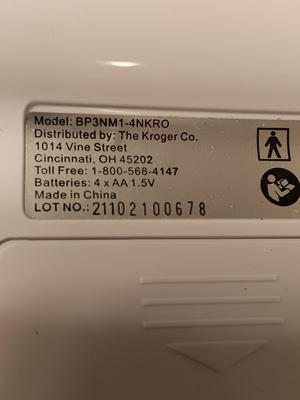 Model: BP3NM1-4NKRO
Distributed by: The Kroger Co.
1014 Vine Street
Cincinnati, OH 45202
Toll Free: 1-800-568-4147
Batteries: 4 x AA 1.5V
Made in China
LOT NO.: 21102100678